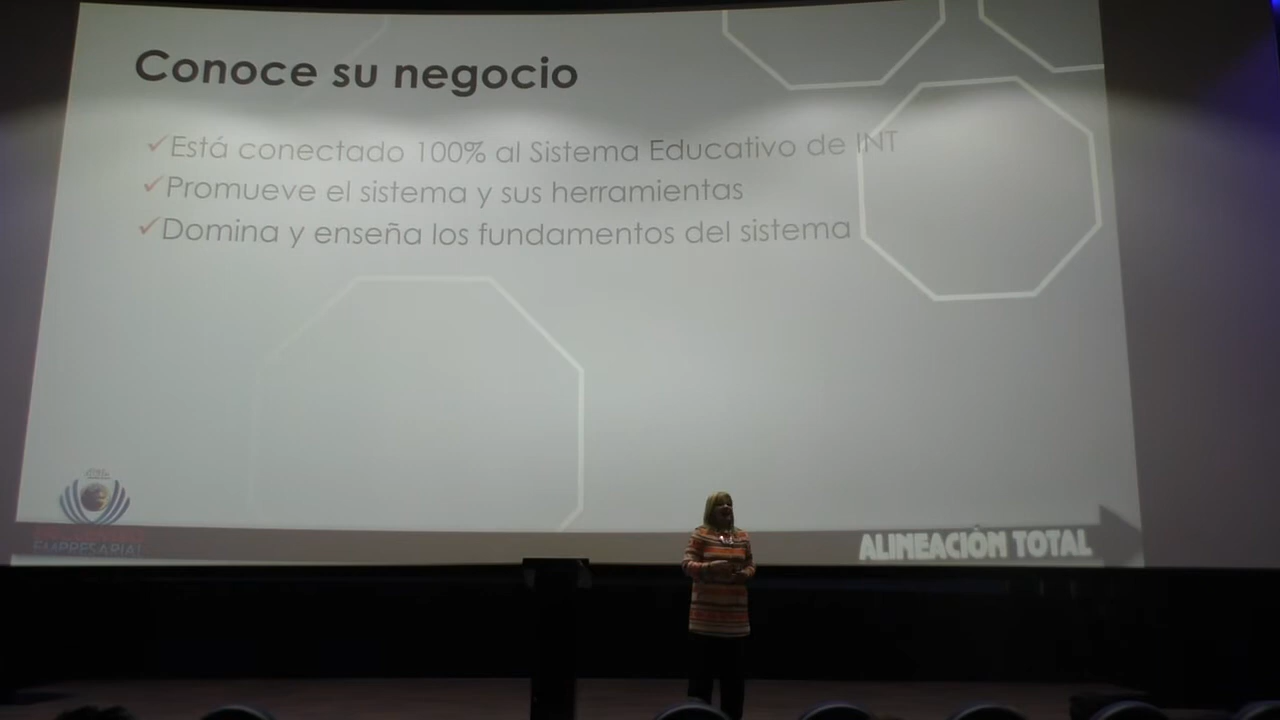 Conoce su negocio
✓Está conectado 100% al Sistema Educativo de INT
✓Promueve el sistema y sus herramientas
✓Domina y enseña los fundamentos del sistema
EMPRESARIAL
ALINEACIÓN TOTAL